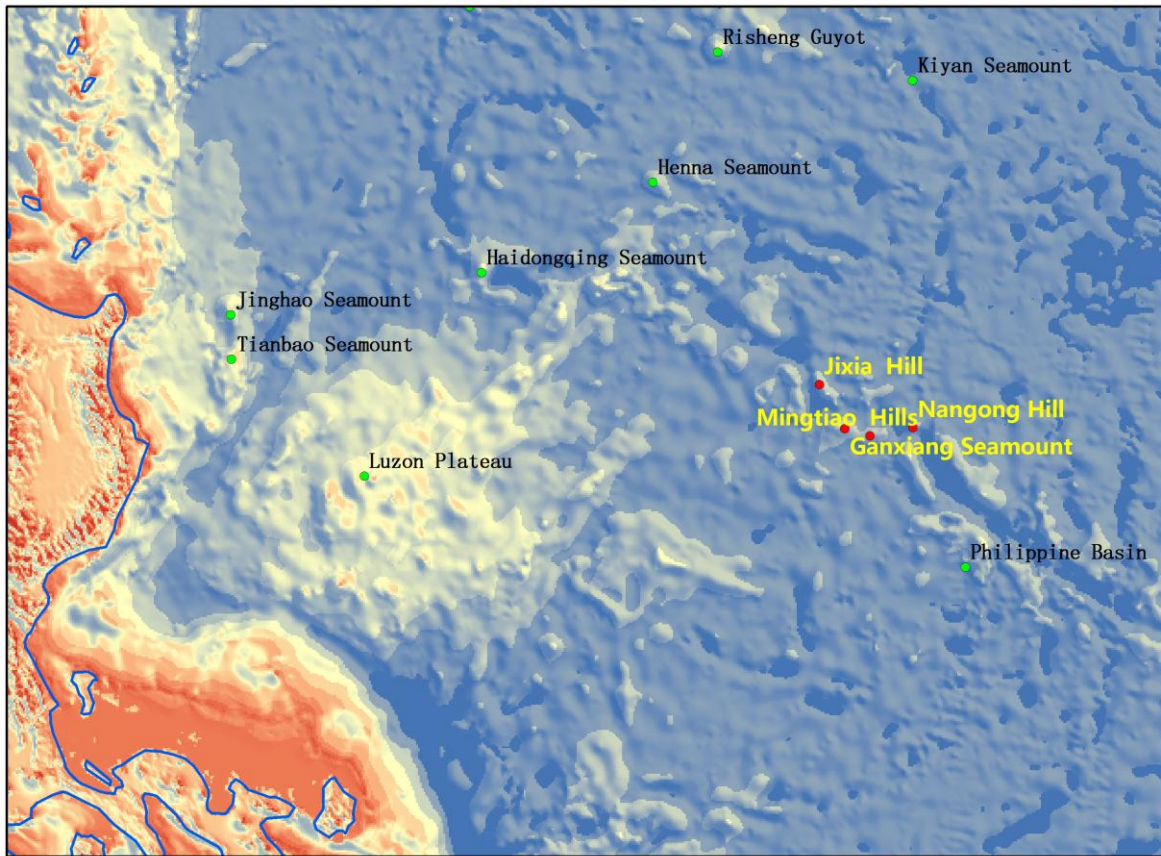 Risheng Guyot
Kiyan Seamount
Henna Seamount
Haidongqing Seamount
Jinghao Seamount
Tianbao Seamount
Jixia Hill
Mingtiao Hills
Nangong Hill
Ganxiang Seamount
Luzon Plateau
Philippine Basin